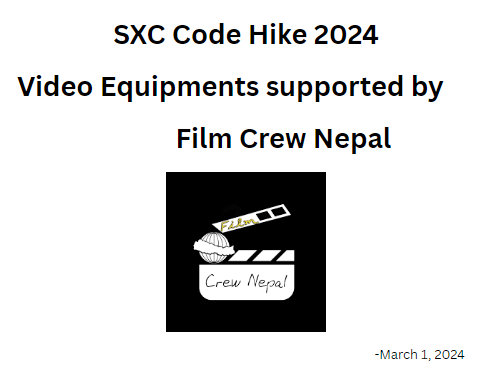 SXC Code Hike 2024
Video Equipments supported by
Film Crew Nepal
Film
Crew Nepal
-March 1, 2024